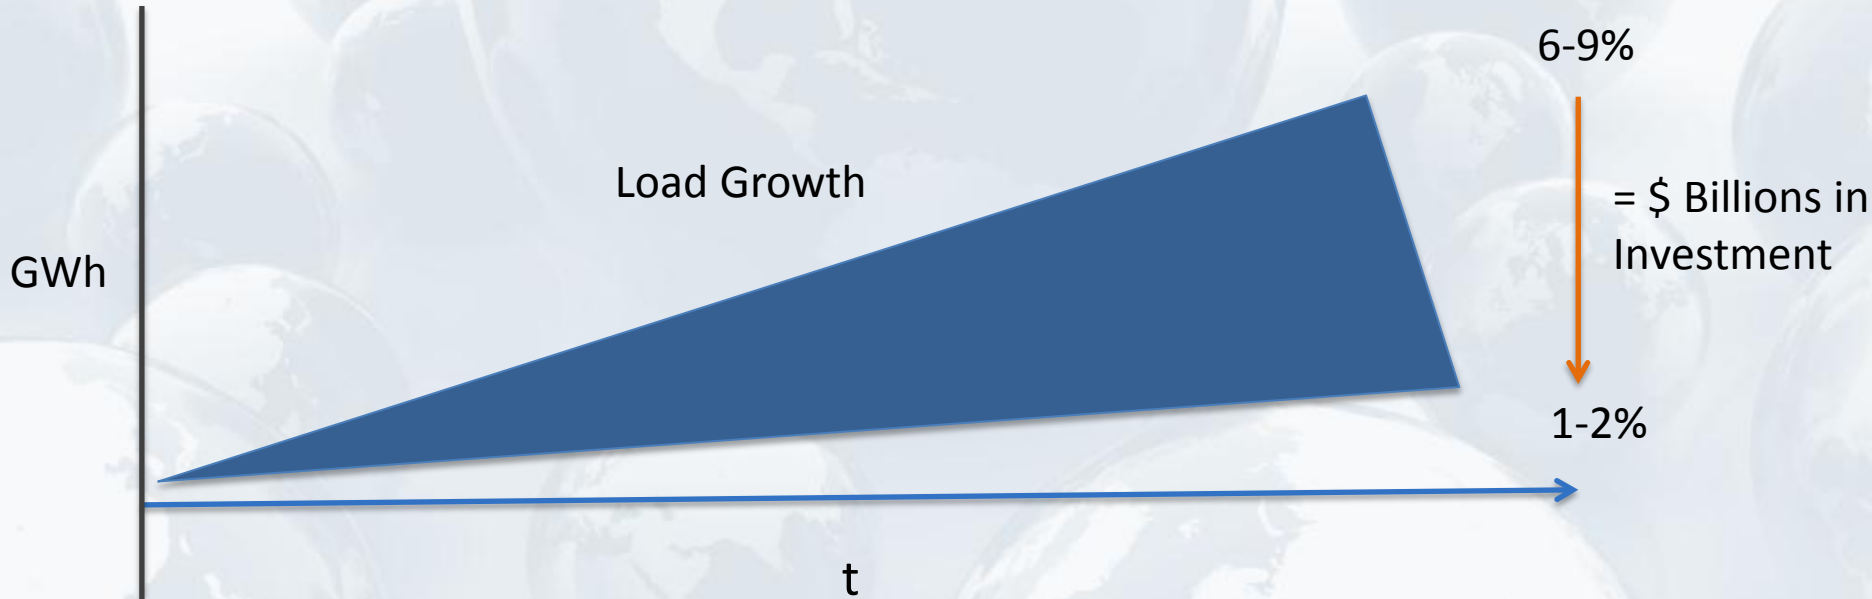 6-9%
Load Growth
= $ Billions in
Investment
GWh
1-2%
t